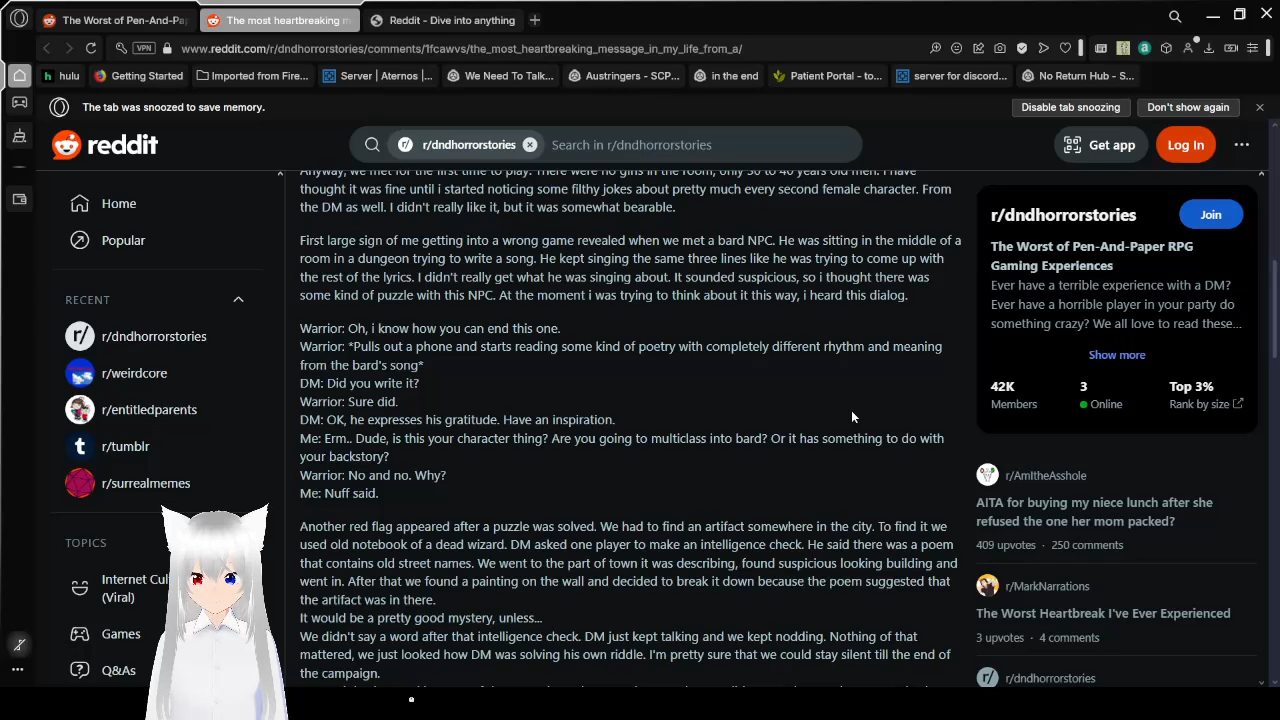 The Worst of Pen-And-Pa
The most heartbreaking m
Reddit - Dive into anything
VPN
www.reddit.com/r/dndhorrorstories/comments/1fcawvs/the_most_heartbreaking_message_in_my_life_from_a/
hulu
Getting Started
Imported from Fire...
Server | Aternos |...
We Need To Talk...
Austringers - SCP...
in the end
Patient Portal - to...
server for discord...
No Return Hub - S...
The tab was snoozed to save memory.
Disable tab snoozing
Don't show again
reddit
r/dndhorrorstories
Search in r/dndhorrorstories
Get app
Log In
Home
Popular
RECENT
r/dndhorrorstories
r/weirdcore
r/entitledparents
r/tumblr
r/surrealmemes
TOPICS
Internet Cul
(Viral)
Games
Q&As
Anyway, we met for the first time to play. There were no girls in the room, only 30 to 40 years old men. I have
thought it was fine until i started noticing some filthy jokes about pretty much every second female character. From
the DM as well. I didn't really like it, but it was somewhat bearable.
First large sign of me getting into a wrong game revealed when we met a bard NPC. He was sitting in the middle of a
room in a dungeon trying to write a song. He kept singing the same three lines like he was trying to come up with
the rest of the lyrics. I didn't really get what he was singing about. It sounded suspicious, so i thought there was
some kind of puzzle with this NPC. At the moment i was trying to think about it this way, i heard this dialog.
Warrior: Oh, i know how you can end this one.
Warrior: *Pulls out a phone and starts reading some kind of poetry with completely different rhythm and meaning
from the bard's song*
DM: Did you write it?
Warrior: Sure did.
DM: OK, he expresses his gratitude. Have an inspiration.
Me: Erm.. Dude, is this your character thing? Are you going to multiclass into bard? Or it has something to do with
your backstory?
Warrior: No and no. Why?
Me: Nuff said.
Another red flag appeared after a puzzle was solved. We had to find an artifact somewhere in the city. To find it we
used old notebook of a dead wizard. DM asked one player to make an intelligence check. He said there was a poem
that contains old street names. We went to the part of town it was describing, found suspicious looking building and
went in. After that we found a painting on the wall and decided to break it down because the poem suggested that
the artifact was in there.
It would be a pretty good mystery, unless...
We didn't say a word after that intelligence check. DM just kept talking and we kept nodding. Nothing of that
mattered, we just looked how DM was solving his own riddle. I'm pretty sure that we could stay silent till the end of
the campaign.
r/dndhorrorstories
Join
The Worst of Pen-And-Paper RPG
Gaming Experiences
Ever have a terrible experience with a DM?
Ever have a horrible player in your party do
something crazy? We all love to read these...
Show more
42K
3
Top 3%
Members
Online
Rank by size
r/AmItheAsshole
AITA for buying my niece lunch after she
refused the one her mom packed?
409 upvotes · 250 comments
r/MarkNarrations
The Worst Heartbreak I've Ever Experienced
3 upvotes · 4 comments
r/dndhorrorstories